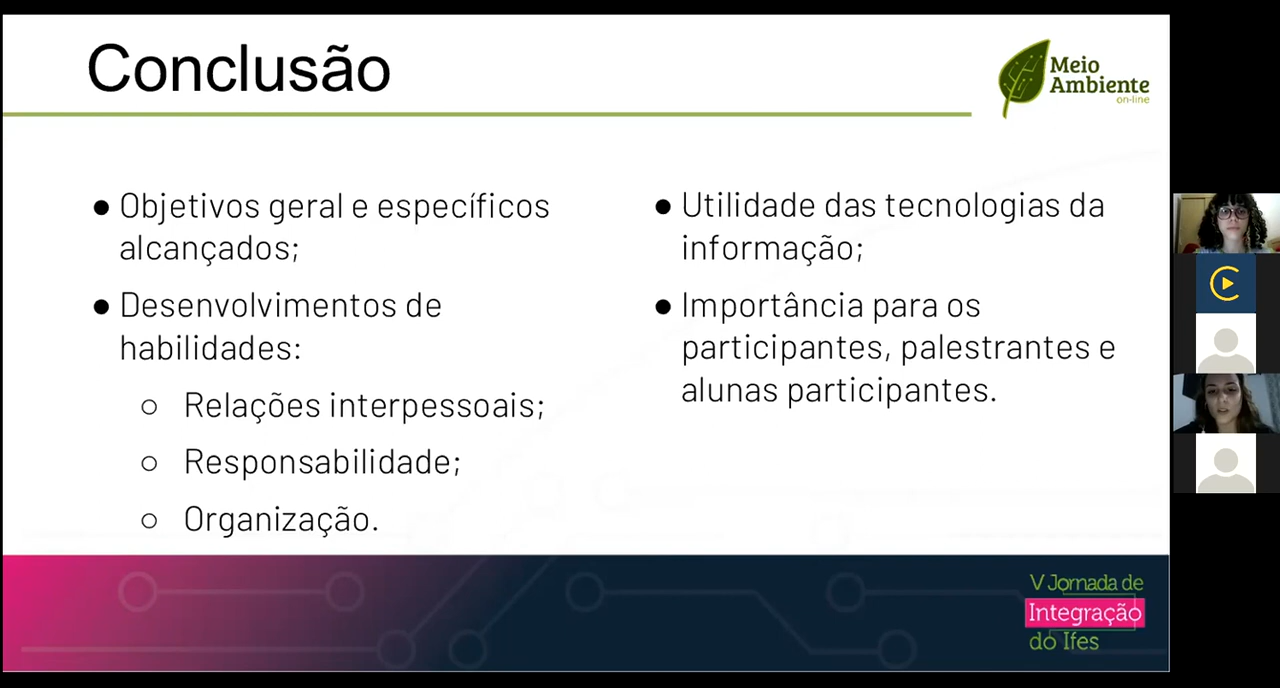 Conclusão
Meio
Ambiente
on-line
● Objetivos geral e específicos
alcançados;
● Desenvolvimentos de
habilidades:
○ Relações interpessoais;
○ Responsabilidade;
○ Organização.
● Utilidade das tecnologias da
informação;
● Importância para os
participantes, palestrantes e
alunas participantes.
V Jornada de
Integração
do Ifes